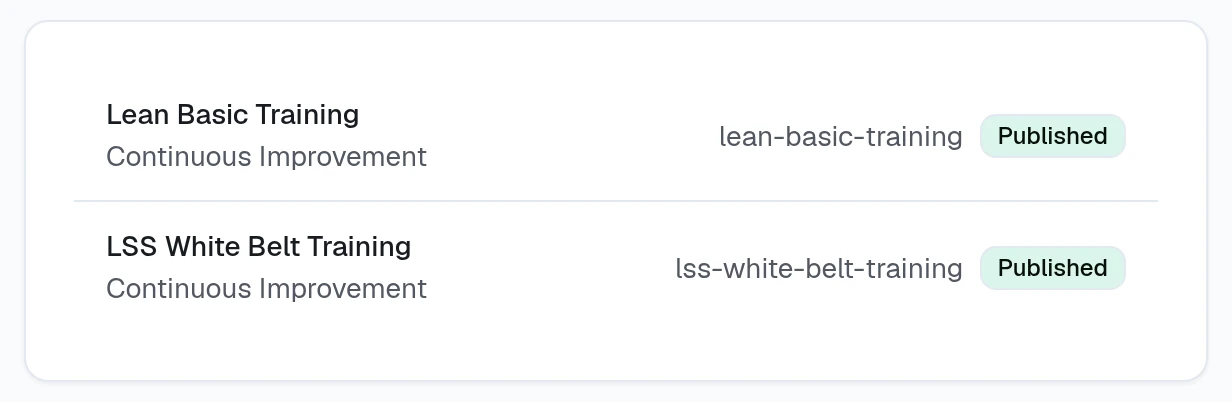 Lean Basic Training
Continuous Improvement
lean-basic-training
Published
LSS White Belt Training
Continuous Improvement
lss-white-belt-training
Published